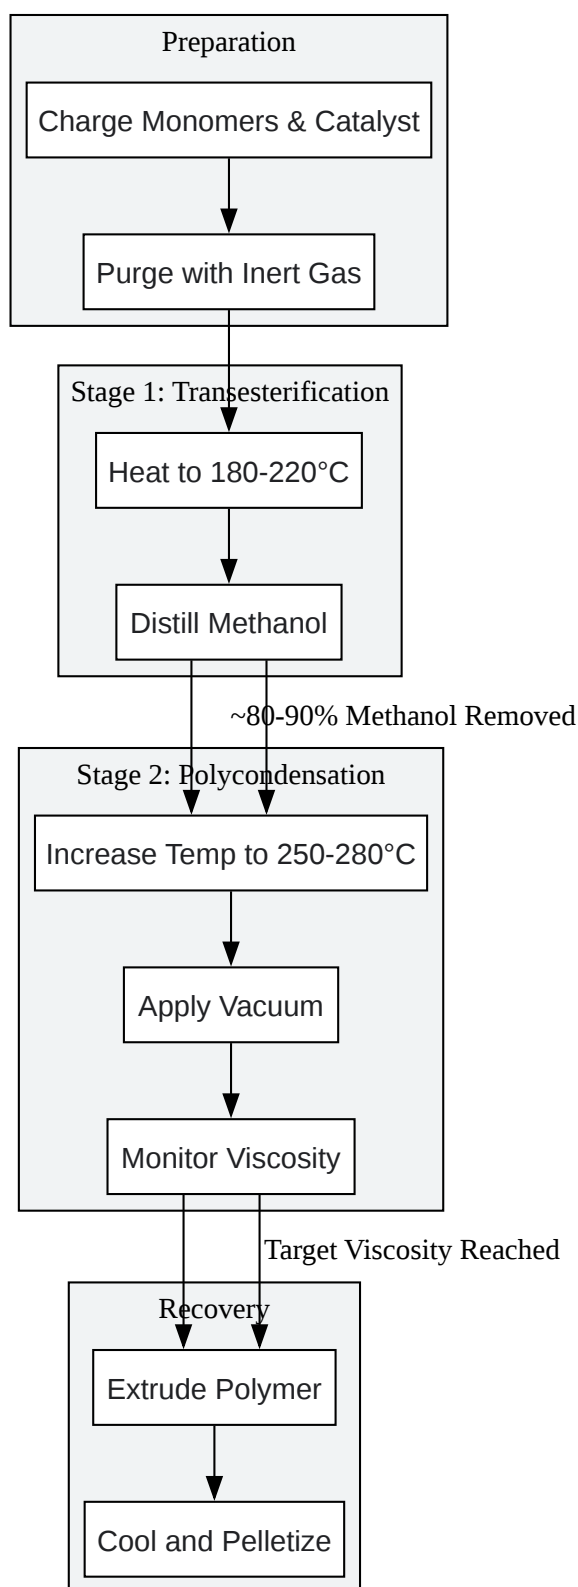 Preparation
Charge Monomers & Catalyst
Purge with Inert Gas
Stage 1: Transesterification
Heat to 180-220°C
Distill Methanol
~80-90% Methanol Removed
Stage 2: Polycondensation
Increase Temp to 250-280°C
Apply Vacuum
Monitor Viscosity
Target Viscosity Reached
Recovery
Extrude Polymer
Cool and Pelletize